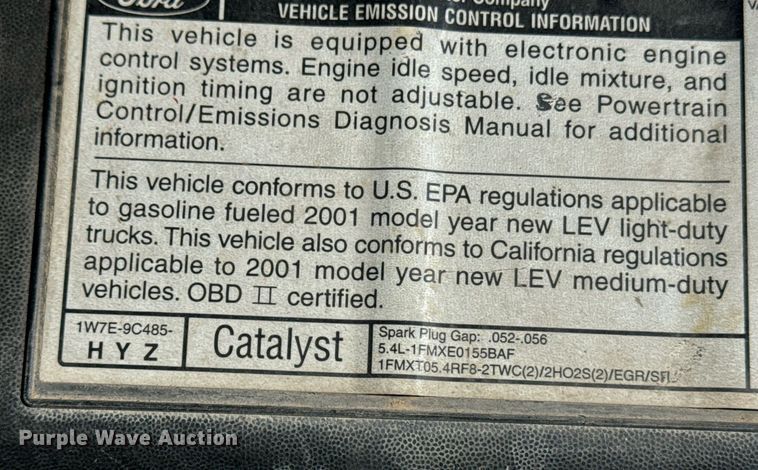 Ford
Company
VEHICLE EMISSION CONTROL INFORMATION
This vehicle is equipped with electronic engine
control systems. Engine idle speed, idle mixture, and
ignition timing are not adjustable. See Powertrain
Control/Emissions Diagnosis Manual for additional
information.
This vehicle conforms to U.S. EPA regulations applicable
to gasoline fueled 2001 model year new LEV light-duty
trucks. This vehicle also conforms to California regulations
applicable to 2001 model year new LEV medium-duty
vehicles. OBD II certified.
1W7E-9C485-
HYZ
Catalyst
Spark Plug Gap: .052-.056
5.4L-1FMXE0155BAF
1FMXT05.4RF8-2TWC(2)/2HO2S(2)/EGR/SFI
Purple Wave Auction